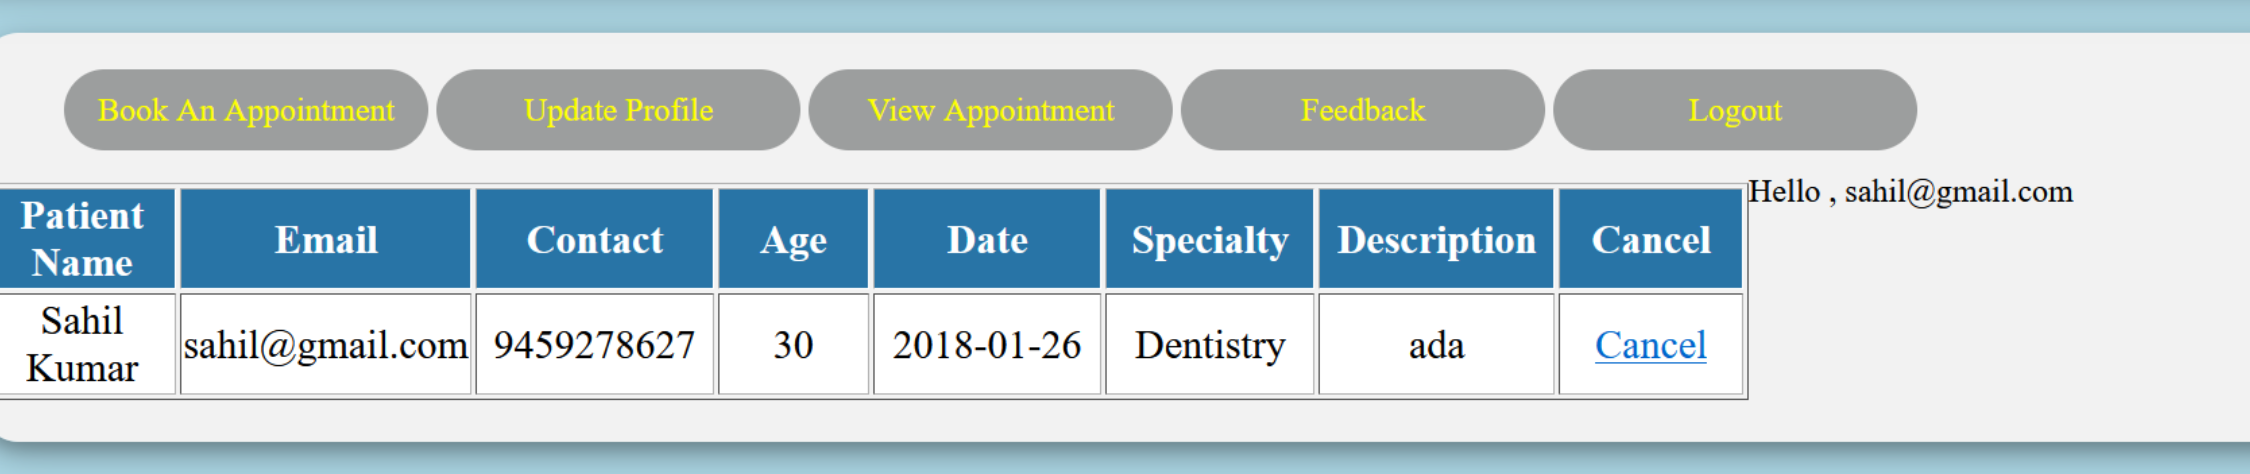 Book An Appointment Update Profile View Appointment Feedback Logout
Hello , sahil@gmail.com
Patient Name Email Contact Age Date Specialty Description Cancel
Sahil Kumar sahil@gmail.com 9459278627 30 2018-01-26 Dentistry ada Cancel